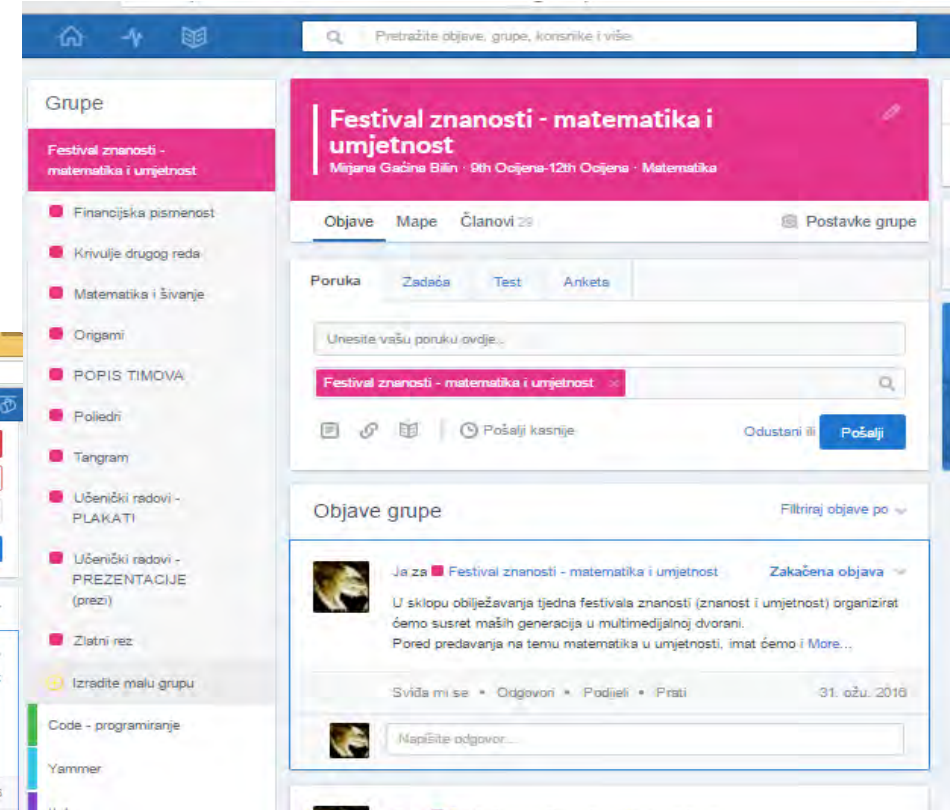 Pretražite objave, grupe, korisnike i više
Grupe
Festival znanosti -
matematika i umjetnost
Financijska pismenost
Krivulje drugog reda
Matematika i šivanje
Origami
POPIS TIMOVA
Poliedri
Tangram
Učenički radovi -
PLAKATI
Učenički radovi -
PREZENTACIJE
(prezi)
Zlatni rez
Izradite malu grupu
Code - programiranje
Yammer
Festival znanosti - matematika i
umjetnost
Mirjana Gaćina Bilin · 9th Ocijena-12th Ocijena · Matematika
Objave Mape Članovi 29 Postavke grupe
Poruka Zadaća Test Anketa
Unesite vašu poruku ovdje...
Festival znanosti - matematika i umjetnost ×
Pošalji kasnije Odustani ili Pošalji
Objave grupe Filtriraj objave po
Ja za Festival znanosti - matematika i umjetnost Zakačena objava
U sklopu obilježavanja tjedna festivala znanosti (znanost i umjetnost) organizirat
ćemo susret maših generacija u multimedijalnoj dvorani.
Pored predavanja na temu matematika u umjetnosti, imat ćemo i More...
Sviđa mi se • Odgovori • Podijeli • Prati 31. ožu. 2016
Napišite odgovor...